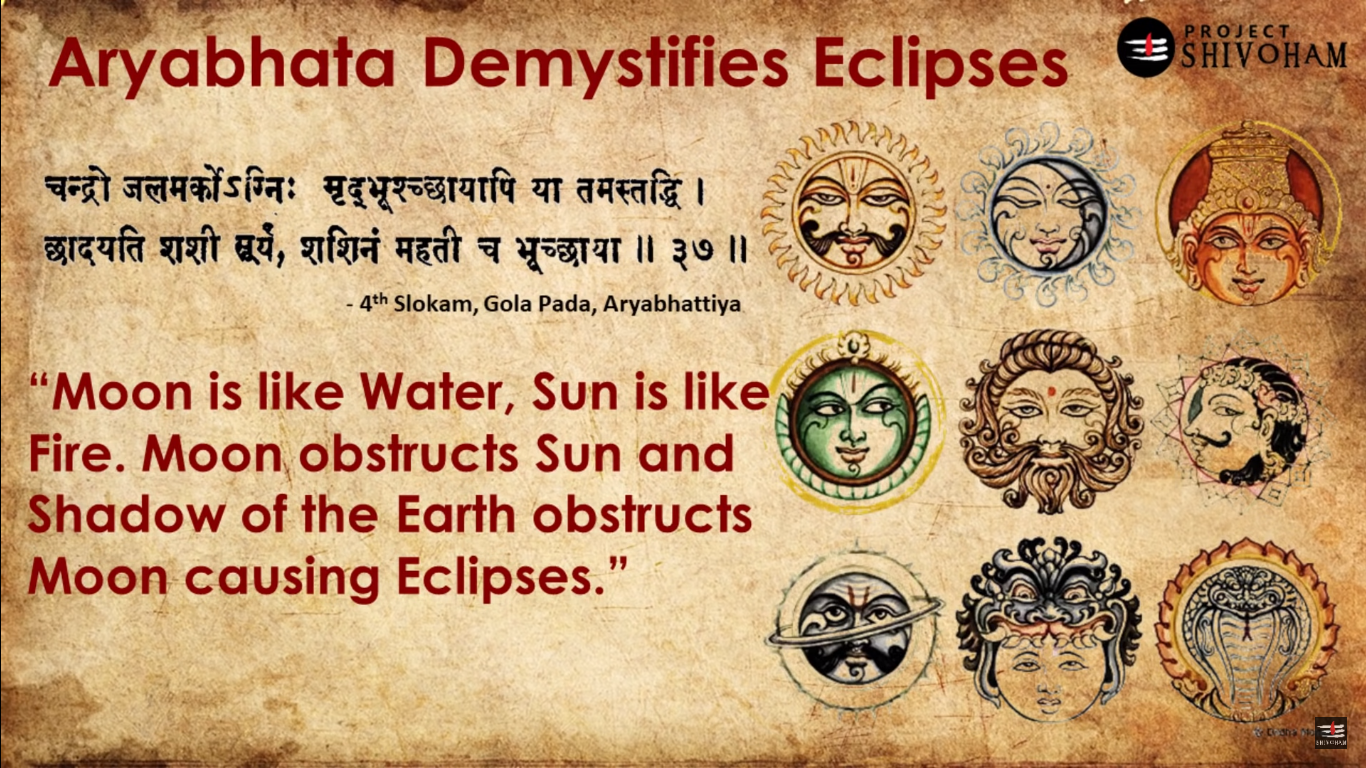 Aryabhata Demystifies Eclipses
PROJECT
SHIVOHAM
चन्द्रो जलमर्कोऽग्निः मृद्भूश्च्छायापि या तमस्तद्धि ।
छादयति शशी सूर्यं, शशिनं महती च भूच्छाया ॥ ३७ ॥
- 4th Slokam, Gola Pada, Aryabhattiya
“Moon is like Water, Sun is like
Fire. Moon obstructs Sun and
Shadow of the Earth obstructs
Moon causing Eclipses.”
SHIVOHAM